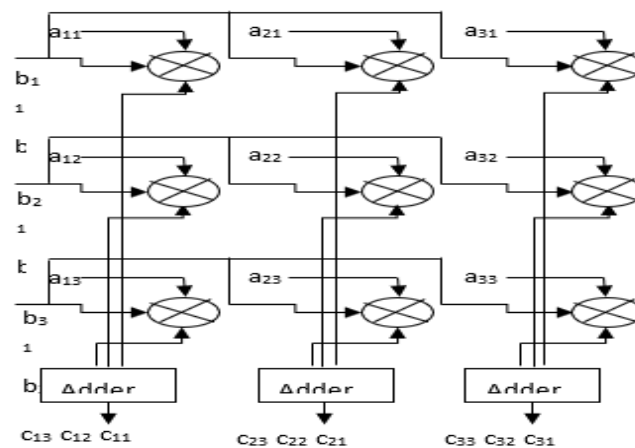 a11 a21 a31
b1
1
b
a12 a22 a32
b2
1
b
a13 a23 a33
b3
1
b
Adder Adder Adder
c13 c12 c11 c23 c22 c21 c33 c32 c31